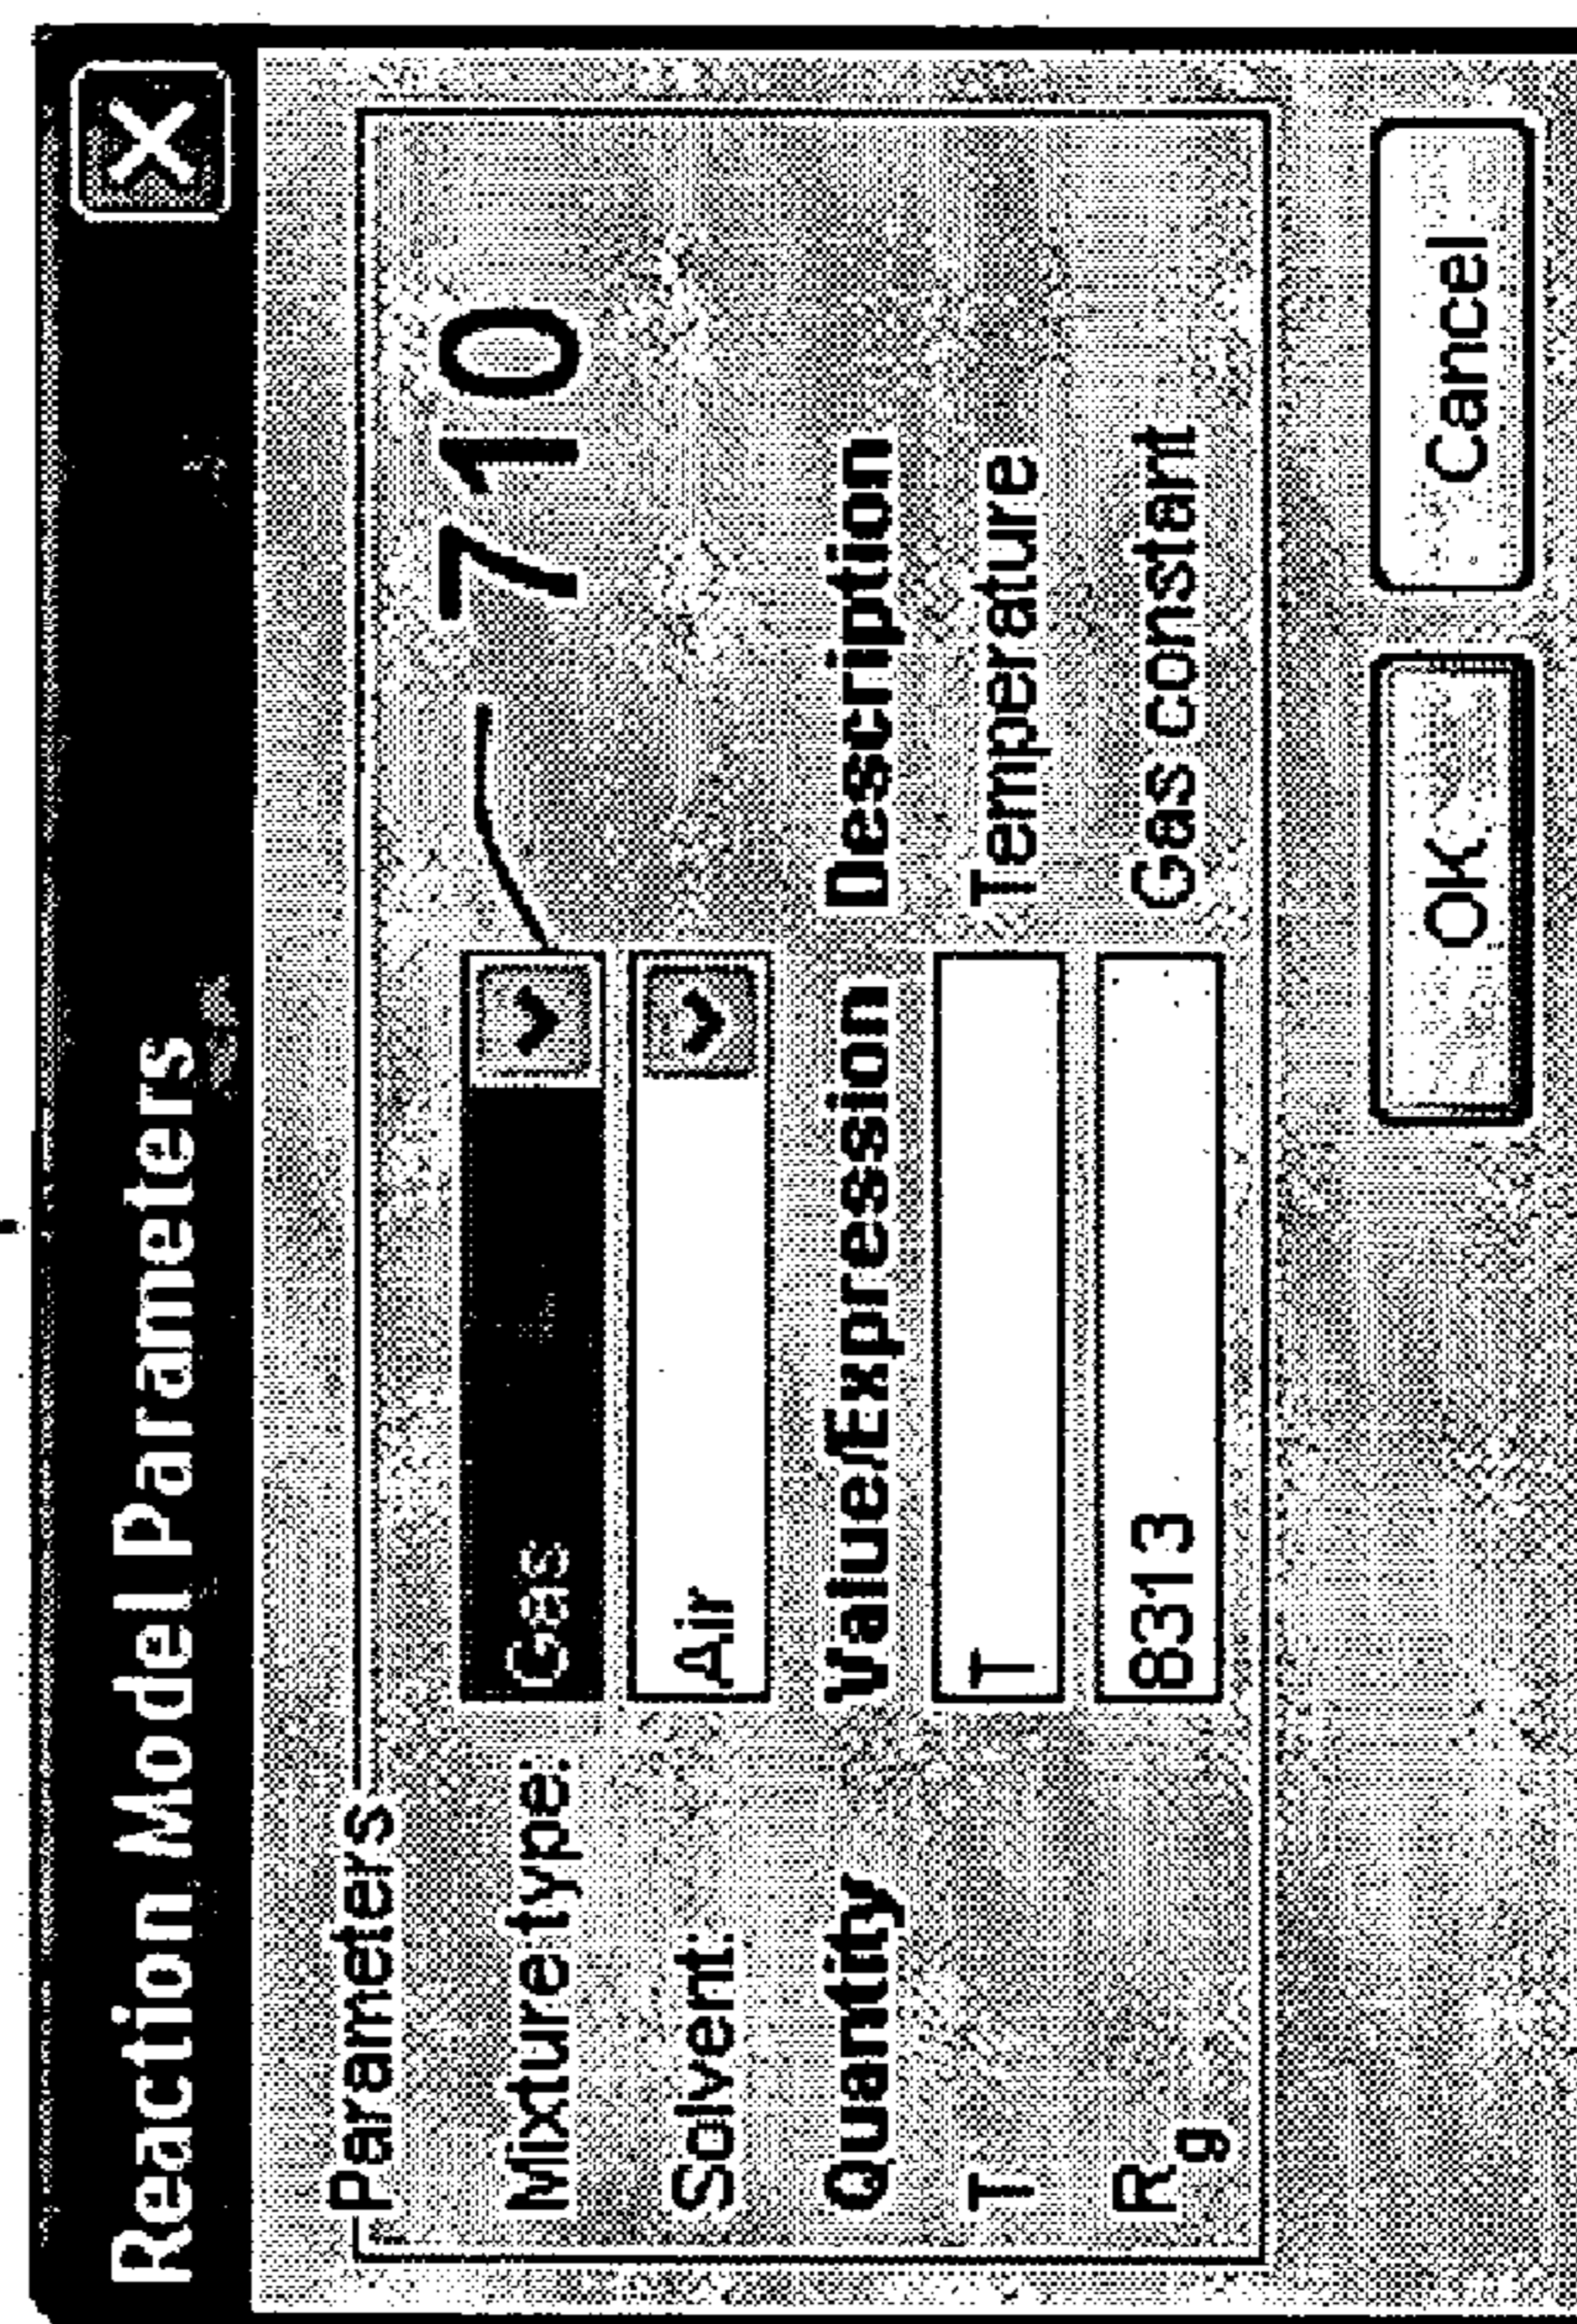 Reaction Model Parameters
Parameters
Mixture type: Gas 710
Solvent: Air
Quantity Value/Expression Description
T T Temperature
Rg 8313 Gas constant
OK Cancel